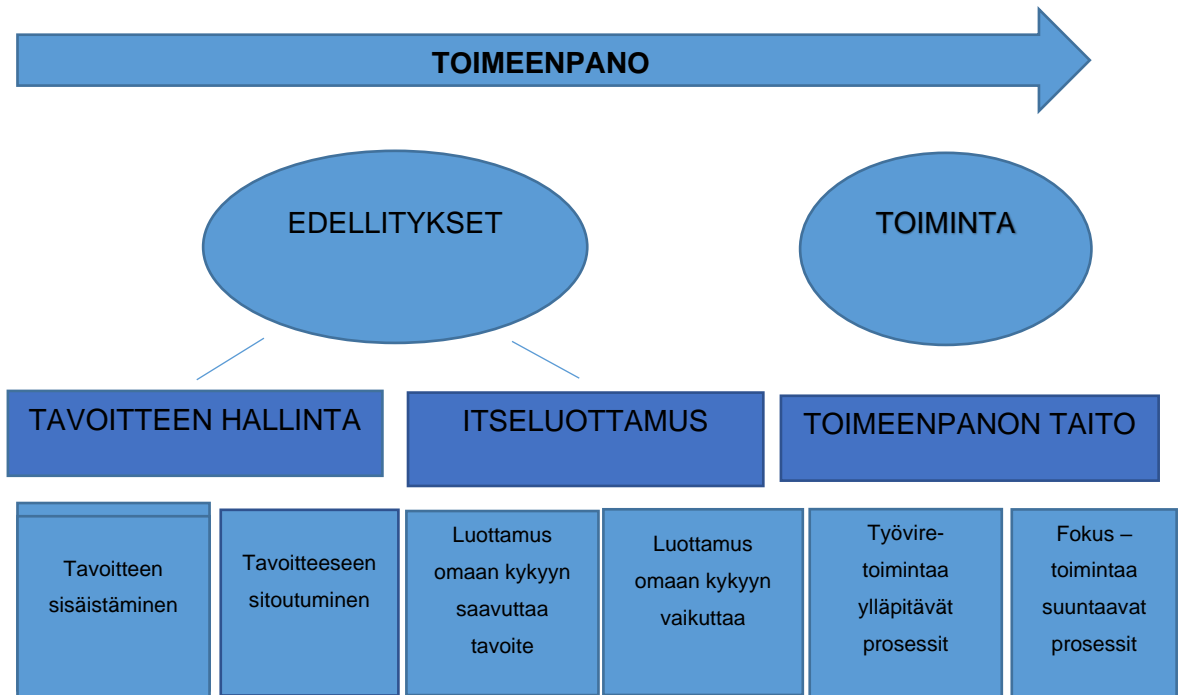 TOIMEENPANO
EDELLITYKSET
TOIMINTA
TAVOITTEEN HALLINTA
ITSELUOTTAMUS
TOIMEENPANON TAITO
Tavoitteen
sisäistäminen
Tavoitteeseen
sitoutuminen
Luottamus
omaan kykyyn
saavuttaa
tavoite
Luottamus
omaan kykyyn
vaikuttaa
Työvire-
toimintaa
ylläpitävät
prosessit
Fokus –
toimintaa
suuntaavat
prosessit